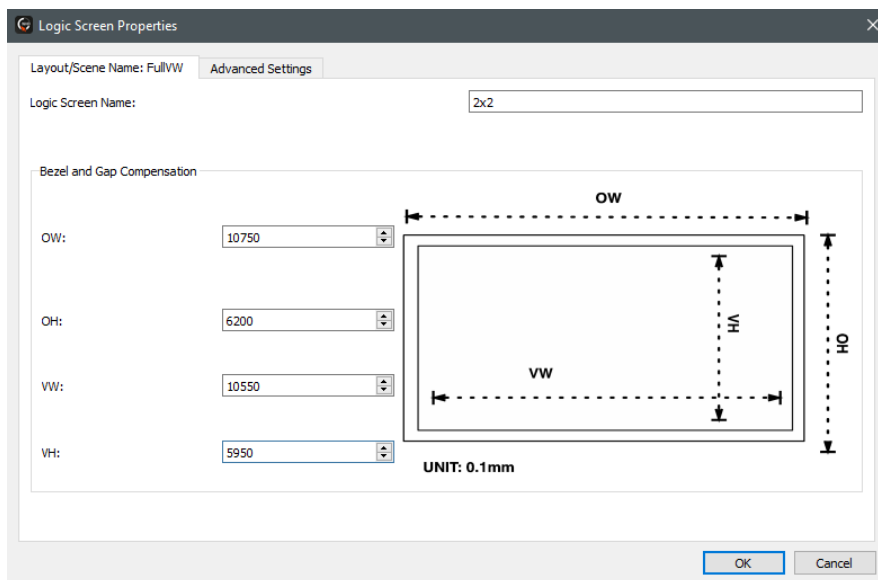 Logic Screen Properties
Layout/Scene Name: FullVW
Advanced Settings
Logic Screen Name:
2x2
Bezel and Gap Compensation
OW
OW:
10750
OH:
6200
VH
OH
VW:
10550
VW
VH:
5950
UNIT: 0.1mm
OK
Cancel